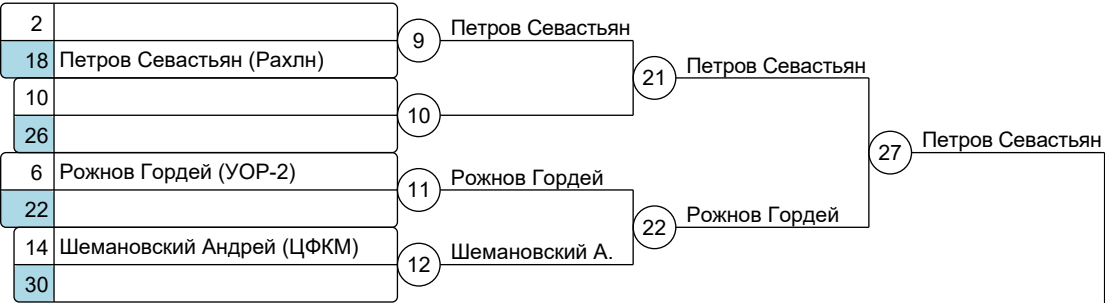 2
9
Петров Севастьян
18 Петров Севастьян (Рахлн)
21
Петров Севастьян
10
10
26
27
Петров Севастьян
6 Рожнов Гордей (УОР-2)
11
Рожнов Гордей
22
22
Рожнов Гордей
14 Шемановский Андрей (ЦФКМ)
12
Шемановский А.
30